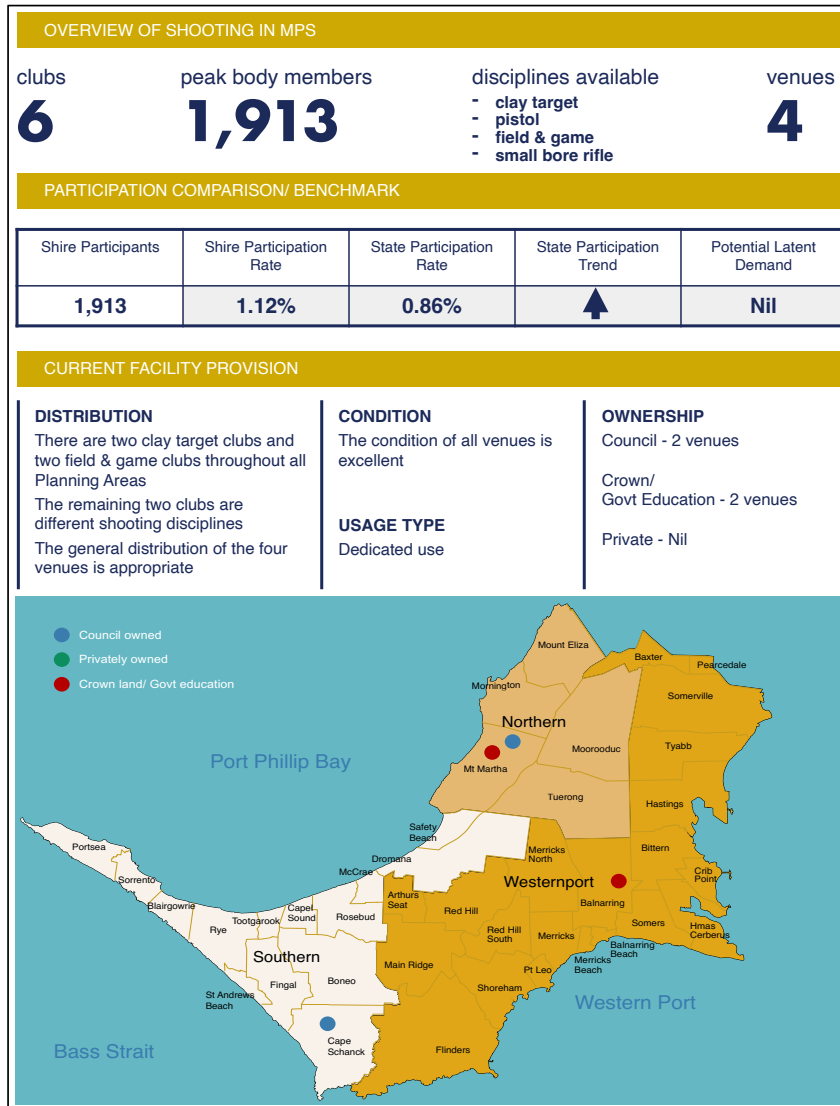 OVERVIEW OF SHOOTING IN MPS
clubs
6
peak body members
1,913
disciplines available
- clay target
- pistol
- field & game
- small bore rifle
venues
4
PARTICIPATION COMPARISON/ BENCHMARK
Shire Participants
Shire Participation
Rate
State Participation
Rate
State Participation
Trend
Potential Latent
Demand
1,913
1.12%
0.86%
Nil
CURRENT FACILITY PROVISION
DISTRIBUTION
There are two clay target clubs and
two field & game clubs throughout all
Planning Areas
The remaining two clubs are
different shooting disciplines
The general distribution of the four
venues is appropriate
CONDITION
The condition of all venues is
excellent
USAGE TYPE
Dedicated use
OWNERSHIP
Council - 2 venues
Crown/
Govt Education - 2 venues
Private - Nil
Council owned
Privately owned
Crown land/ Govt education
Mount Eliza
Baxter
Pearcedale
Mornington
Somerville
Northern
Moorooduc
Tyabb
Port Phillip Bay
Mt Martha
Tuerong
Hastings
Safety
Beach
Portsea
Dromana
Merricks
North
Bittern
McCrae
Crib
Point
Sorrento
Westernport
Arthurs
Seat
Balnarring
Blairgowrie
Capel
Sound
Rosebud
Red Hill
Rye
Tootgarook
Somers
Hmas
Cerberus
Red Hill
South
Merricks
Balnarring
Beach
Southern
Main Ridge
Merricks
Beach
Pt Leo
Fingal
Boneo
Shoreham
St Andrews
Beach
Western Port
Cape
Schanck
Bass Strait
Flinders